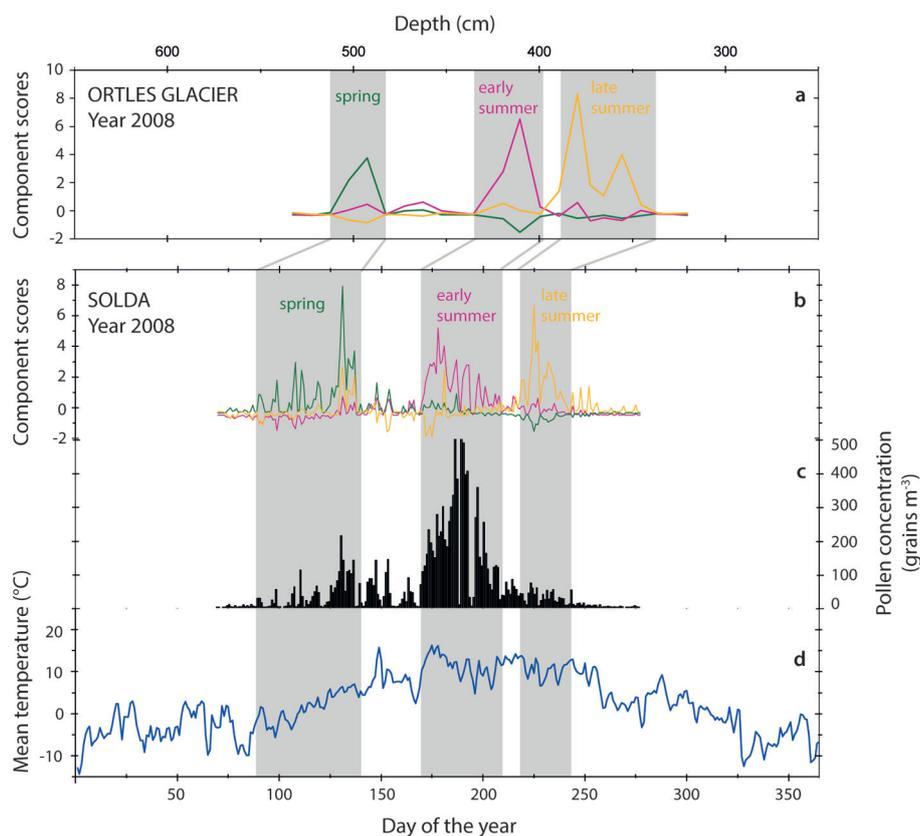 Depth (cm)
600 500 400 300
Component scores
10
8
6
4
2
0
-2
ORTLES GLACIER
Year 2008
spring
early
summer
late
summer
a
Component scores
8
6
4
2
0
-2
SOLDA
Year 2008
spring
early
summer
late
summer
b
c
500
400
300
200
100
0
Pollen concentration
(grains m-3)
Mean temperature (°C)
20
10
0
-10
d
50 100 150 200 250 300 350
Day of the year